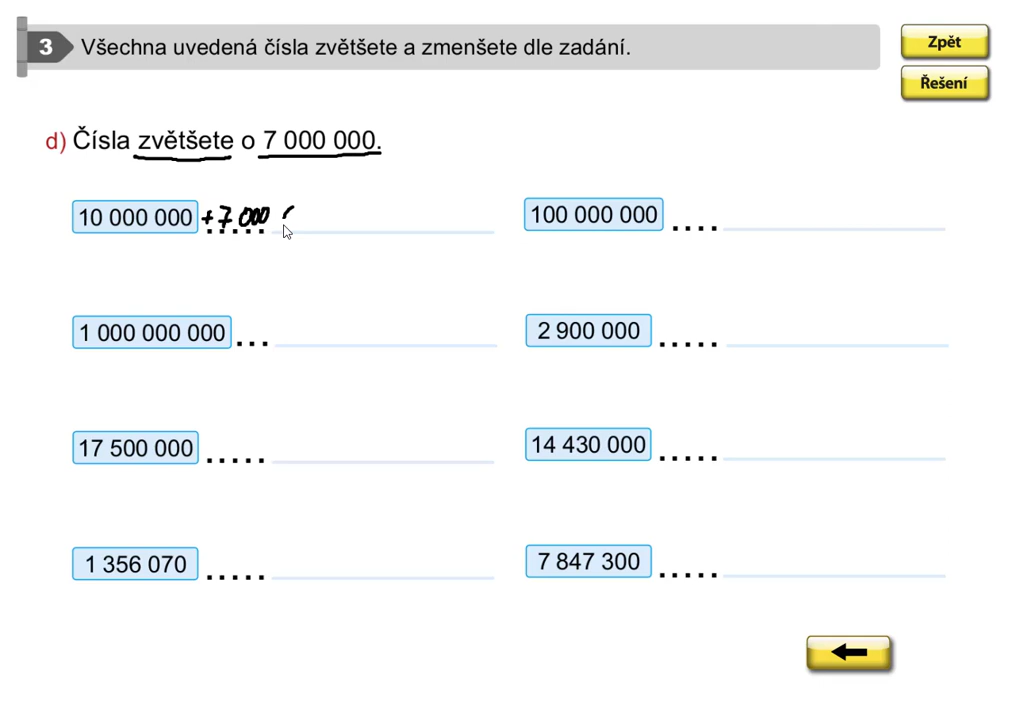 3 Všechna uvedená čísla zvětšete a zmenšete dle zadání.
Zpět
Řešení
d) Čísla zvětšete o 7 000 000.
10 000 000 +7 000 ..... 100 000 000 ....
1 000 000 000 ... 2 900 000 .....
17 500 000 ..... 14 430 000 .....
1 356 070 ..... 7 847 300 .....